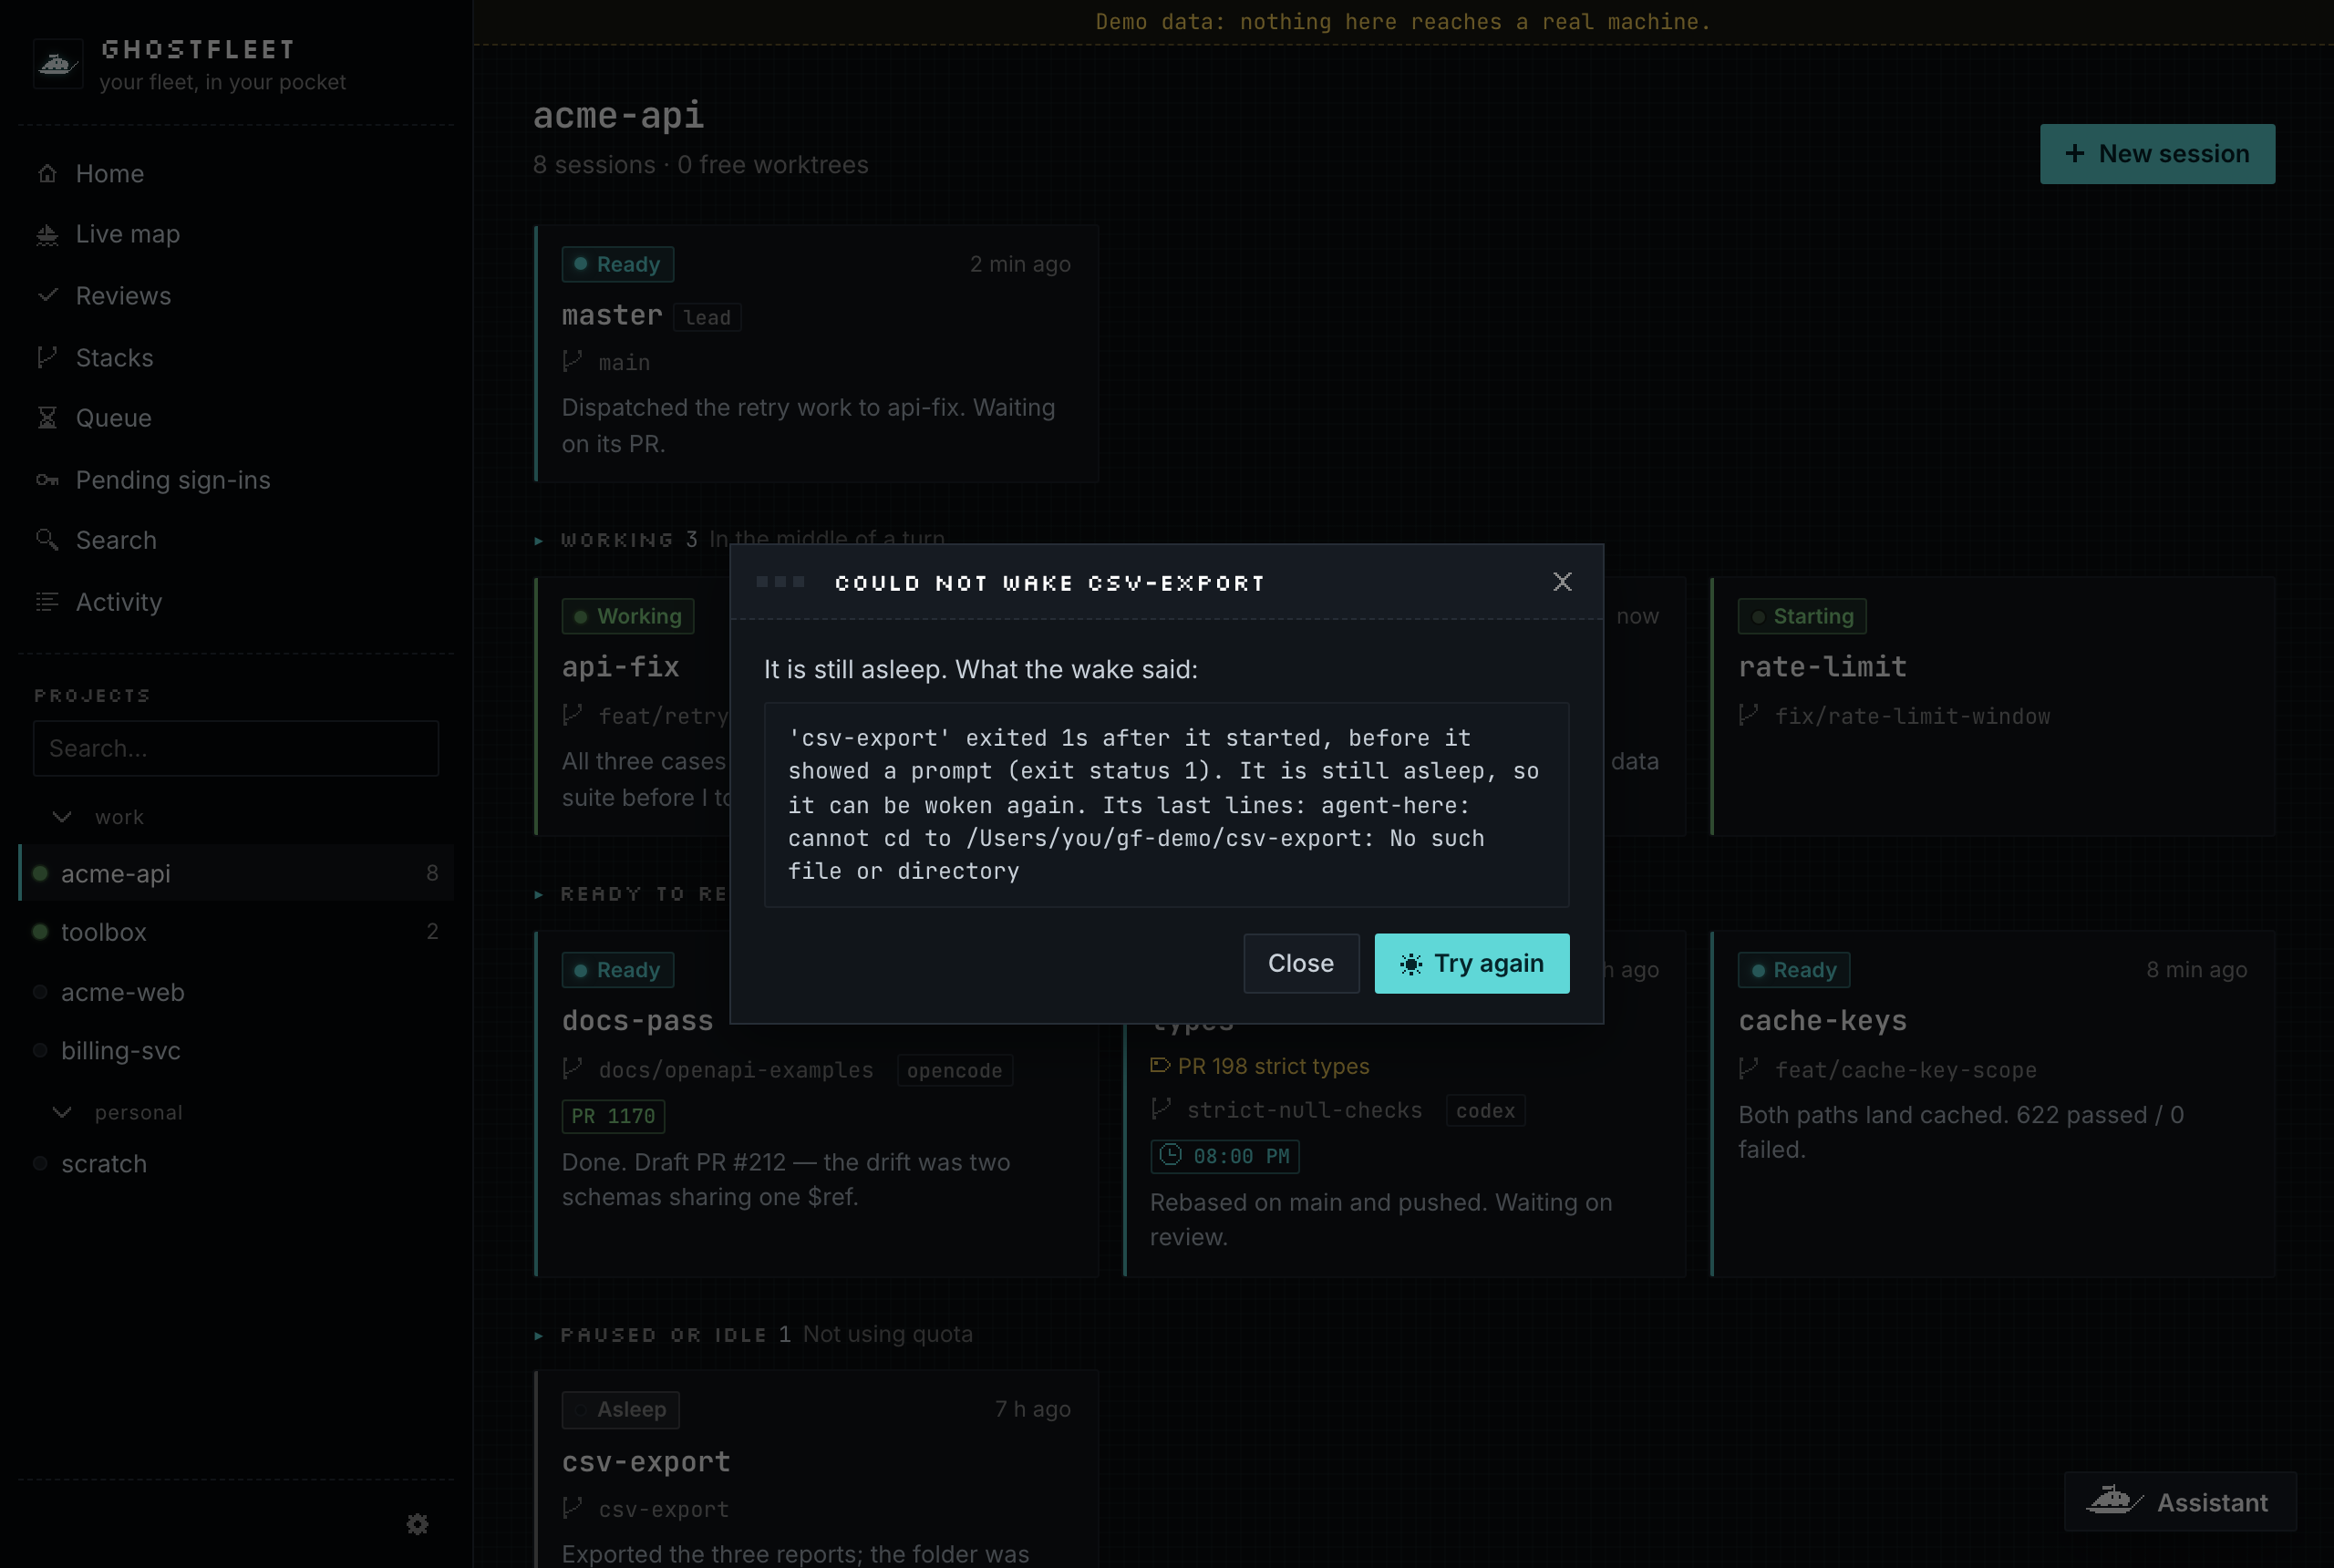 GHOSTFLEET
your fleet, in your pocket
Home
Live map
Reviews
Stacks
Queue
Pending sign-ins
Search
Activity
PROJECTS
Search...
work
acme-api 8
toolbox 2
acme-web
billing-svc
personal
scratch
Demo data: nothing here reaches a real machine.
acme-api
8 sessions · 0 free worktrees
+ New session
Ready 2 min ago
master lead
main
Dispatched the retry work to api-fix. Waiting
on its PR.
WORKING 3 In the middle of a turn
Working
api-fix
feat/retry
All three cases
suite before I
now
data
Starting
rate-limit
fix/rate-limit-window
COULD NOT WAKE CSV-EXPORT
It is still asleep. What the wake said:
'csv-export' exited 1s after it started, before it
showed a prompt (exit status 1). It is still asleep, so
it can be woken again. Its last lines: agent-here:
cannot cd to /Users/you/gf-demo/csv-export: No such
file or directory
Close
Try again
READY TO RE
Ready
docs-pass
docs/openapi-examples opencode
PR 1170
Done. Draft PR #212 — the drift was two
schemas sharing one $ref.
h ago
types
PR 198 strict types
strict-null-checks codex
08:00 PM
Rebased on main and pushed. Waiting on
review.
Ready 8 min ago
cache-keys
feat/cache-key-scope
Both paths land cached. 622 passed / 0
failed.
PAUSED OR IDLE 1 Not using quota
Asleep 7 h ago
csv-export
csv-export
Exported the three reports; the folder was
Assistant